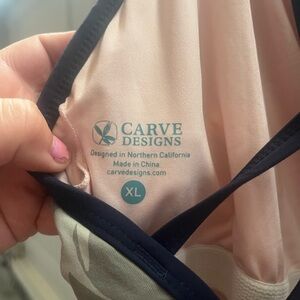 CARVE
DESIGNS
Designed in Northern California
Made in China
carvedesigns.com
XL